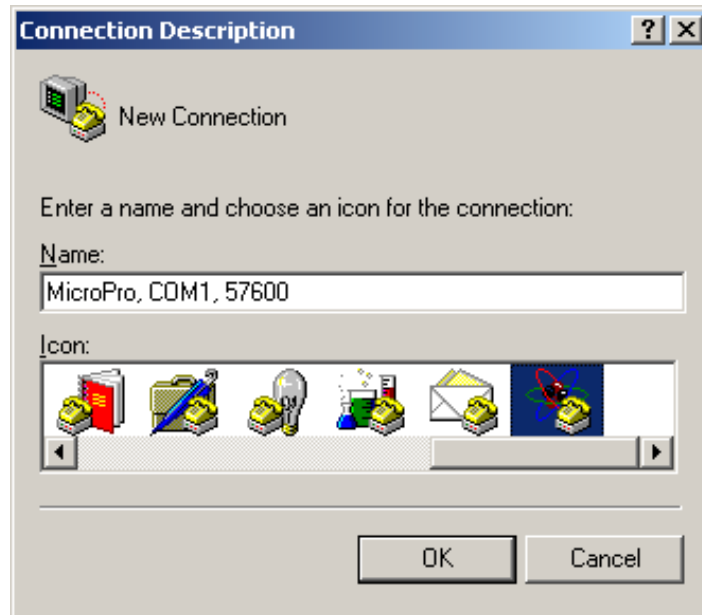 Connection Description
New Connection
Enter a name and choose an icon for the connection:
Name:
MicroPro, COM1, 57600
Icon:
OK Cancel